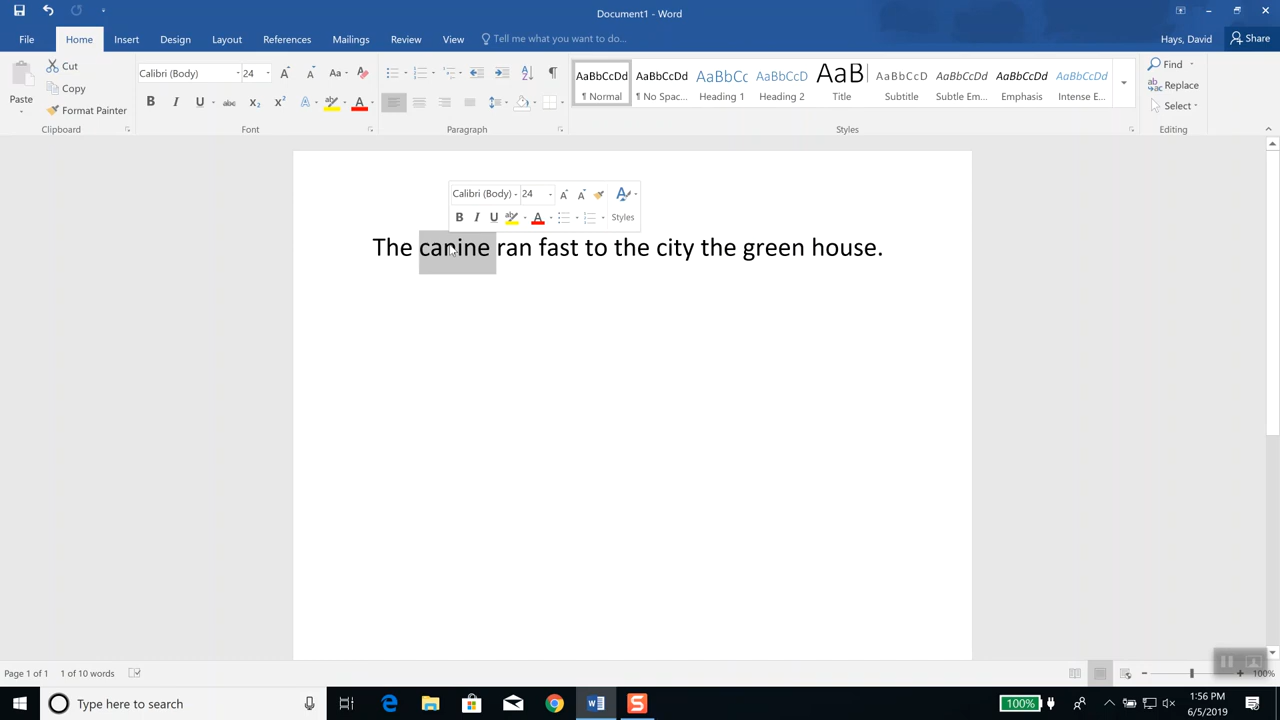 Document1 - Word
Hays, David
Share
File Home Insert Design Layout References Mailings Review View Tell me what you want to do...
Paste
Cut
Copy
Format Painter
Clipboard
Calibri (Body) 24
Font
Paragraph
AaBbCcDd AaBbCcDd AaBbCc AaBbCcD AaB AaBbCcD AaBbCcDd AaBbCcDd AaBbCcDd
¶ Normal ¶ No Spac... Heading 1 Heading 2 Title Subtitle Subtle Em... Emphasis Intense E...
Styles
Find
Replace
Select
Editing
Calibri (Body) 24
Styles
The canine ran fast to the city the green house.
Page 1 of 1 1 of 10 words
100%
Type here to search
100%
1:56 PM
6/5/2019